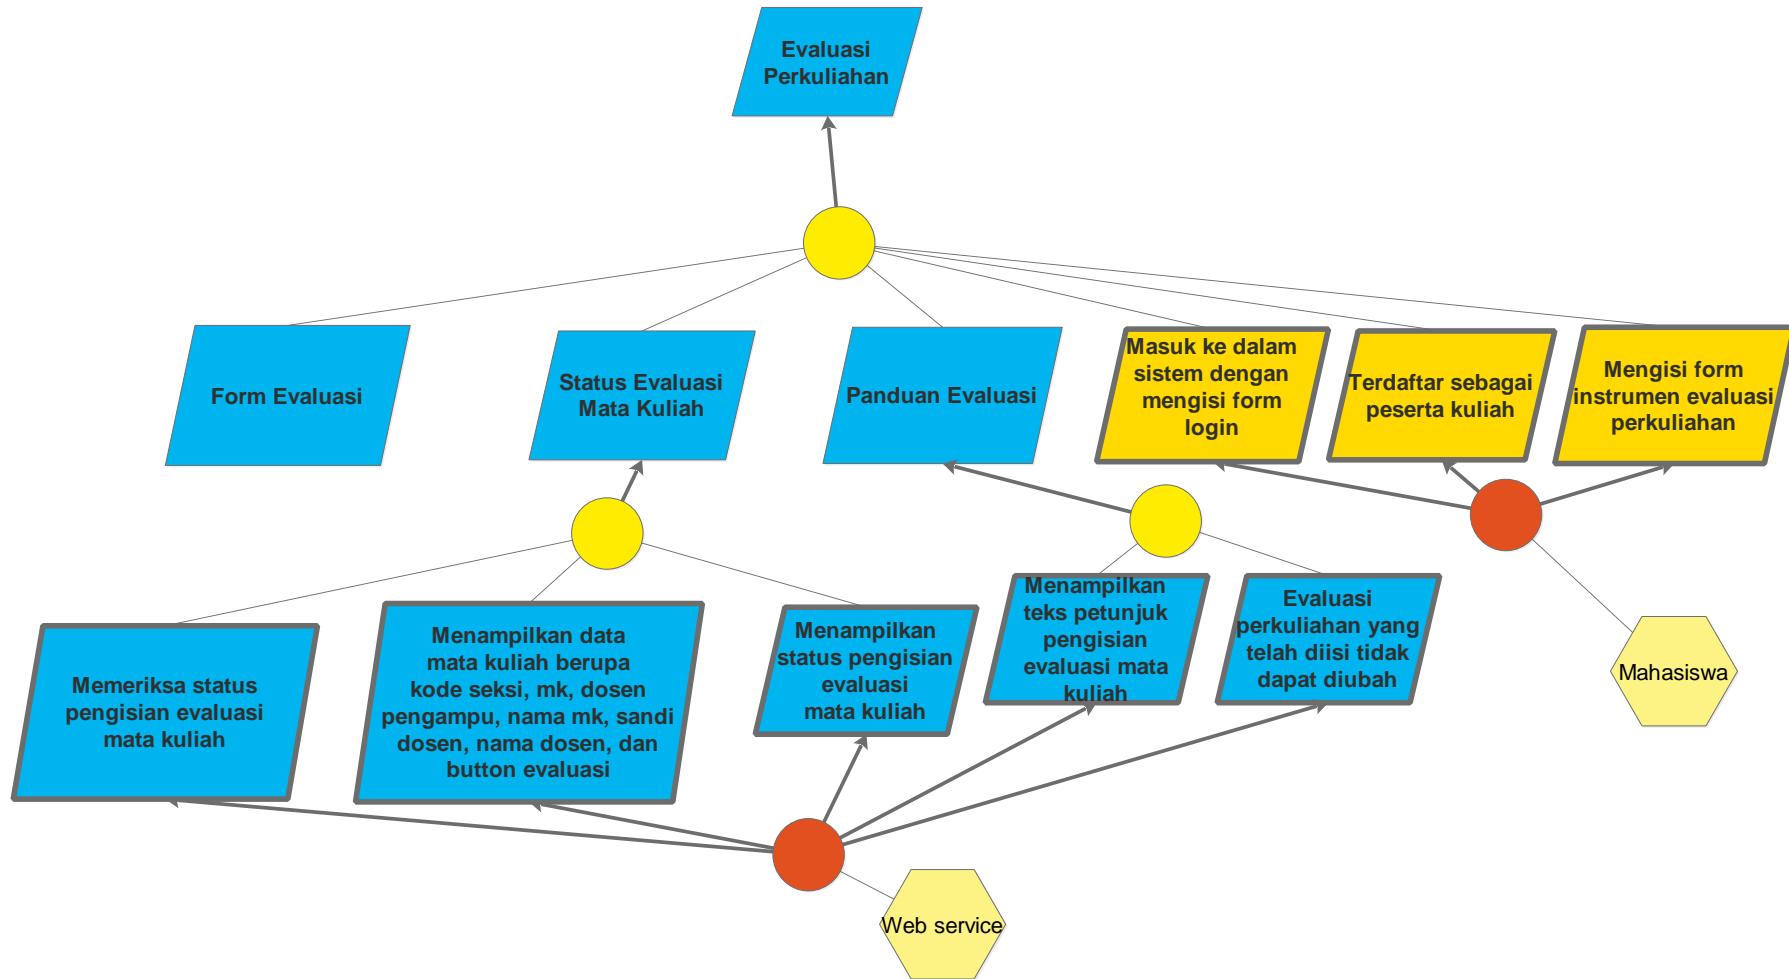 Evaluasi
Perkuliahan
Form Evaluasi
Status Evaluasi
Mata Kuliah
Panduan Evaluasi
Masuk ke dalam
sistem dengan
mengisi form
login
Terdaftar sebagai
peserta kuliah
Mengisi form
instrumen evaluasi
perkuliahan
Memeriksa status
pengisian evaluasi
mata kuliah
Menampilkan data
mata kuliah berupa
kode seksi, mk, dosen
pengampu, nama mk, sandi
dosen, nama dosen, dan
button evaluasi
Menampilkan
status pengisian
evaluasi
mata kuliah
Menampilkan
teks petunjuk
pengisian
evaluasi mata
kuliah
Evaluasi
perkuliahan yang
telah diisi tidak
dapat diubah
Mahasiswa
Web service